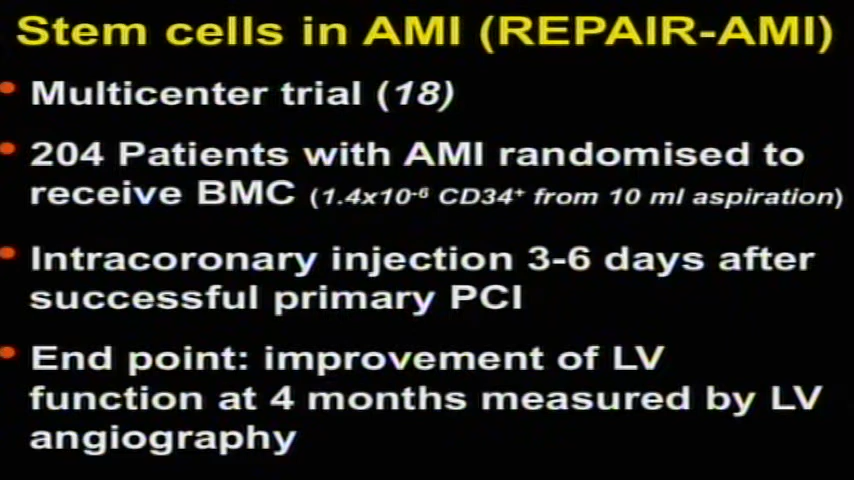 Stem cells in AMI (REPAIR-AMI)
• Multicenter trial (18)
• 204 Patients with AMI randomised to
receive BMC (1.4x10⁻⁶ CD34⁺ from 10 ml aspiration)
• Intracoronary injection 3-6 days after
successful primary PCI
• End point: improvement of LV
function at 4 months measured by LV
angiography